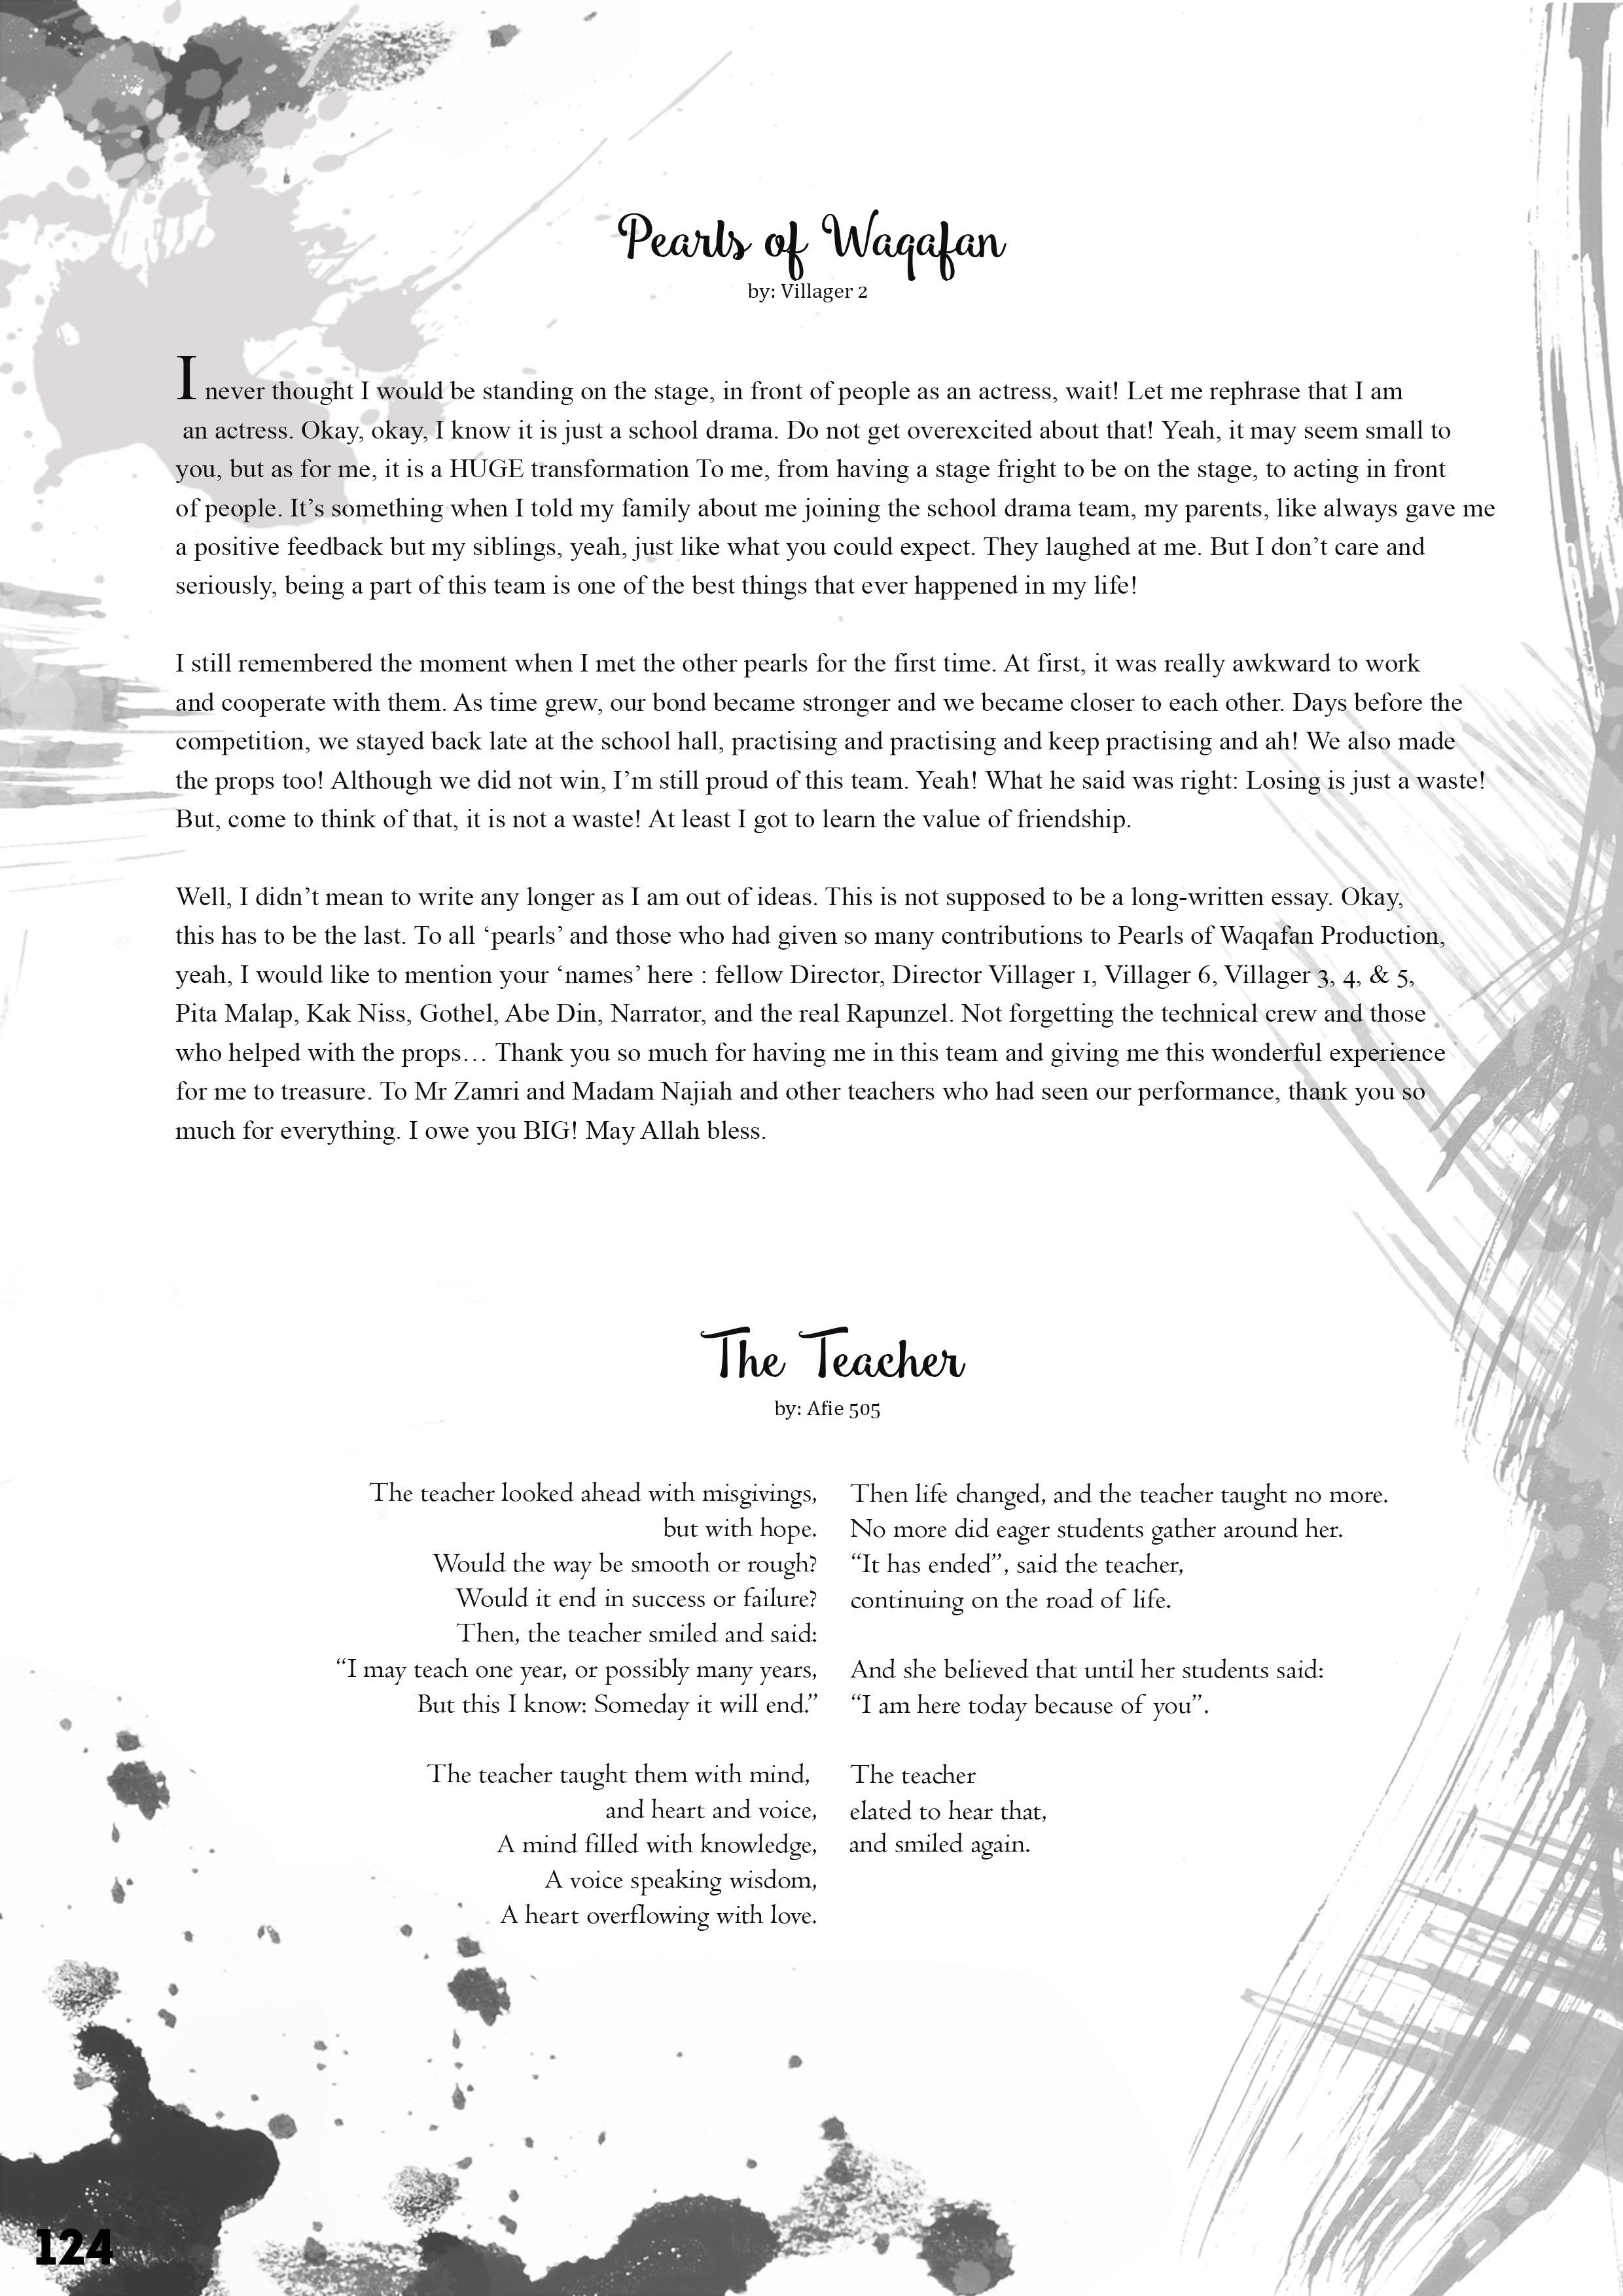 Pearls of Waqafan
by: Villager 2
I never thought I would be standing on the stage, in front of people as an actress, wait! Let me rephrase that I am
an actress. Okay, okay, I know it is just a school drama. Do not get overexcited about that! Yeah, it may seem small to
you, but as for me, it is a HUGE transformation To me, from having a stage fright to be on the stage, to acting in front
of people. It’s something when I told my family about me joining the school drama team, my parents, like always gave me
a positive feedback but my siblings, yeah, just like what you could expect. They laughed at me. But I don’t care and
seriously, being a part of this team is one of the best things that ever happened in my life!
I still remembered the moment when I met the other pearls for the first time. At first, it was really awkward to work
and cooperate with them. As time grew, our bond became stronger and we became closer to each other. Days before the
competition, we stayed back late at the school hall, practising and practising and keep practising and ah! We also made
the props too! Although we did not win, I’m still proud of this team. Yeah! What he said was right: Losing is just a waste!
But, come to think of that, it is not a waste! At least I got to learn the value of friendship.
Well, I didn’t mean to write any longer as I am out of ideas. This is not supposed to be a long-written essay. Okay,
this has to be the last. To all ‘pearls’ and those who had given so many contributions to Pearls of Waqafan Production,
yeah, I would like to mention your ‘names’ here : fellow Director, Director Villager 1, Villager 6, Villager 3, 4, & 5,
Pita Malap, Kak Niss, Gothel, Abe Din, Narrator, and the real Rapunzel. Not forgetting the technical crew and those
who helped with the props… Thank you so much for having me in this team and giving me this wonderful experience
for me to treasure. To Mr Zamri and Madam Najiah and other teachers who had seen our performance, thank you so
much for everything. I owe you BIG! May Allah bless.
The Teacher
by: Afie 505
The teacher looked ahead with misgivings,
but with hope.
Would the way be smooth or rough?
Would it end in success or failure?
Then, the teacher smiled and said:
“I may teach one year, or possibly many years,
But this I know: Someday it will end.”
The teacher taught them with mind,
and heart and voice,
A mind filled with knowledge,
A voice speaking wisdom,
A heart overflowing with love.
Then life changed, and the teacher taught no more.
No more did eager students gather around her.
“It has ended”, said the teacher,
continuing on the road of life.
And she believed that until her students said:
“I am here today because of you”.
The teacher
elated to hear that,
and smiled again.
124